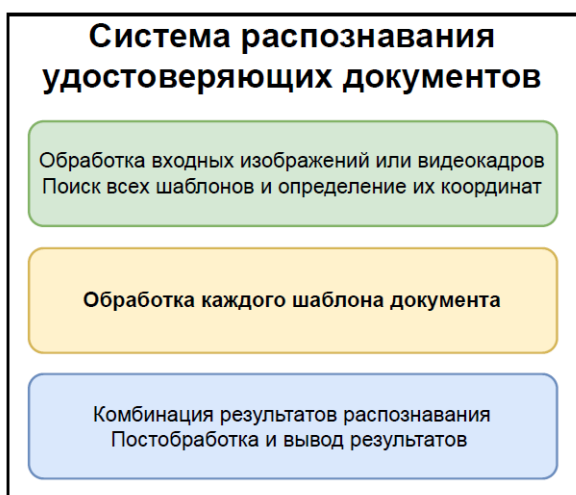 Система распознавания
удостоверяющих документов
Обработка входных изображений или видеокадров
Поиск всех шаблонов и определение их координат
Обработка каждого шаблона документа
Комбинация результатов распознавания
Постобработка и вывод результатов